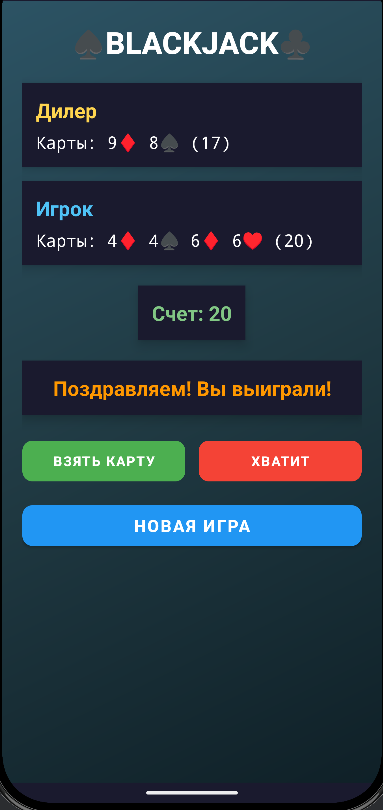 ♠️BLACKJACK♣️
Дилер
Карты: 9♦️ 8♠️ (17)
Игрок
Карты: 4♦️ 4♠️ 6♦️ 6♥️ (20)
Счет: 20
Поздравляем! Вы выиграли!
ВЗЯТЬ КАРТУ
ХВАТИТ
НОВАЯ ИГРА